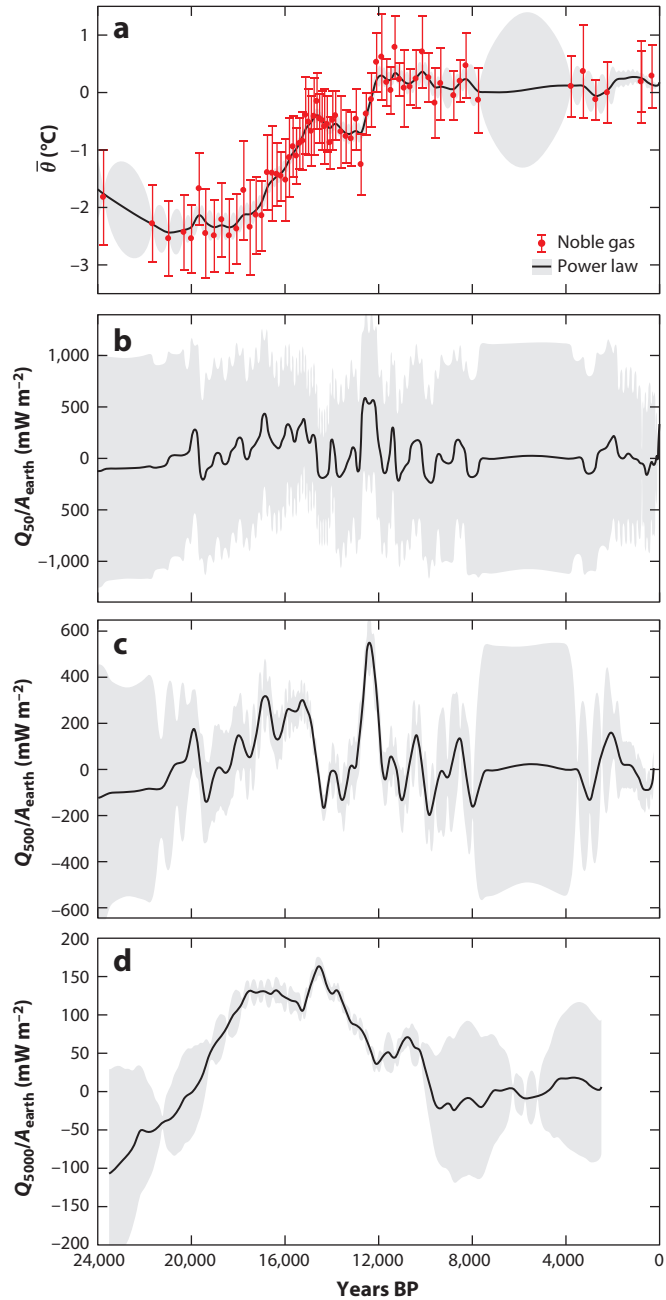 a
1
0
−1
−2
−3
θ̅ (°C)
Noble gas
Power law
b
1,000
500
0
500
−1,000
Q50/Aearth (mW m−2)
c
600
400
200
0
−200
−400
−600
Q500/Aearth (mW m−2)
d
200
150
100
50
0
−50
−100
−150
−200
Q5000/Aearth (mW m−2)
24,000 20,000 16,000 12,000 8,000 4,000 0
Years BP